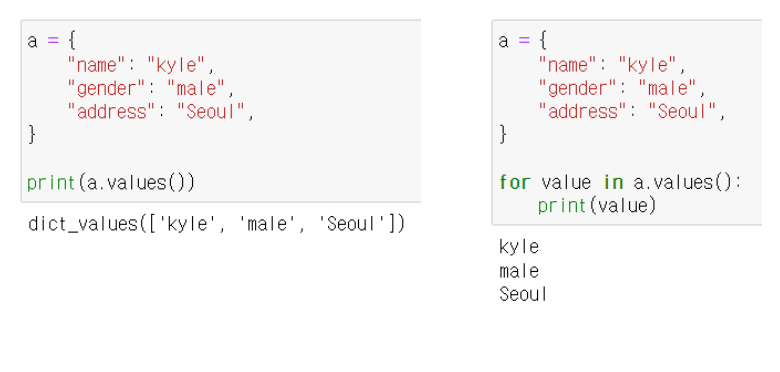 a = {
    "name": "kyle",
    "gender": "male",
    "address": "Seoul",
}
print(a.values())
dict_values(['kyle', 'male', 'Seoul'])
a = {
    "name": "kyle",
    "gender": "male",
    "address": "Seoul",
}
for value in a.values():
    print(value)
kyle
male
Seoul